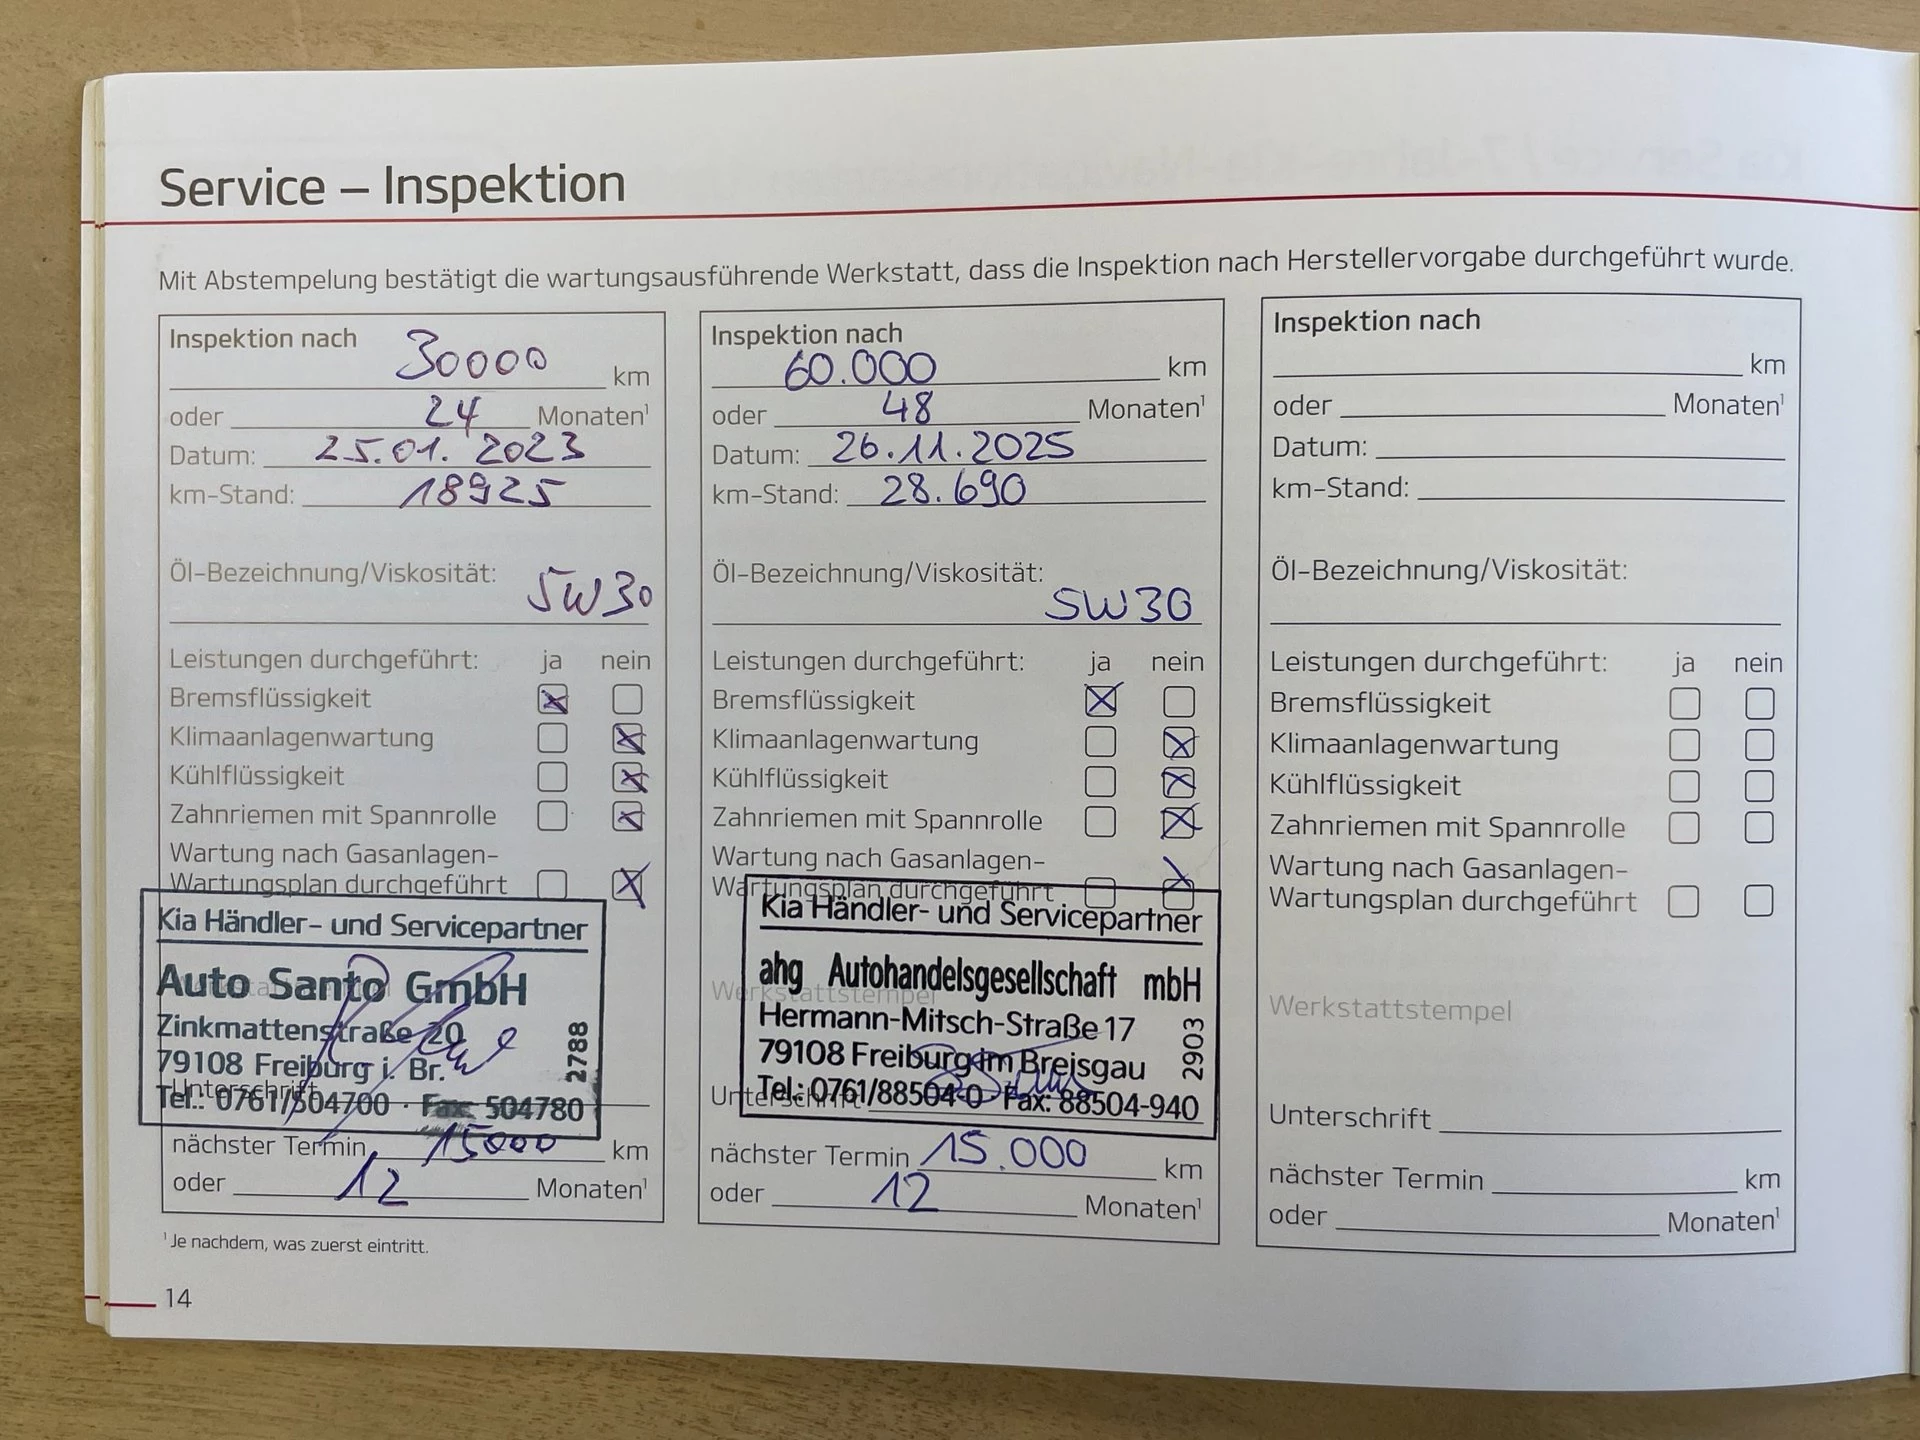 Service – Inspektion
Mit Abstempelung bestätigt die wartungsausführende Werkstatt, dass die Inspektion nach Herstellervorgabe durchgeführt wurde.
Inspektion nach
30000 km
oder 24 Monaten¹
Datum: 25.01.2023
km-Stand: 18925
Öl-Bezeichnung/Viskosität:
5W30
Leistungen durchgeführt: ja nein
Bremsflüssigkeit
Klimaanlagenwartung
Kühlflüssigkeit
Zahnriemen mit Spannrolle
Wartung nach Gasanlagen-
Wartungsplan durchgeführt
Kia Händler- und Servicepartner
Auto Santo GmbH
Zinkmattenstraße 20
79108 Freiburg i. Br.
2788
Unterschrift
Tel.: 0761/504700 · Fax: 504780
nächster Termin 15000 km
oder 12 Monaten¹
¹ Je nachdem, was zuerst eintritt.
14
Inspektion nach
60.000 km
oder 48 Monaten¹
Datum: 26.11.2025
km-Stand: 28.690
Öl-Bezeichnung/Viskosität:
5W30
Leistungen durchgeführt: ja nein
Bremsflüssigkeit
Klimaanlagenwartung
Kühlflüssigkeit
Zahnriemen mit Spannrolle
Wartung nach Gasanlagen-
Wartungsplan durchgeführt
Kia Händler- und Servicepartner
ahg Autohandelsgesellschaft mbH
Werkstattstempel
Hermann-Mitsch-Straße 17
79108 Freiburg im Breisgau
2903
Unterschrift
Tel.: 0761/88504-0 Fax: 88504-940
nächster Termin 15.000 km
oder 12 Monaten¹
Inspektion nach
km
oder Monaten¹
Datum:
km-Stand:
Öl-Bezeichnung/Viskosität:
Leistungen durchgeführt: ja nein
Bremsflüssigkeit
Klimaanlagenwartung
Kühlflüssigkeit
Zahnriemen mit Spannrolle
Wartung nach Gasanlagen-
Wartungsplan durchgeführt
Werkstattstempel
Unterschrift
nächster Termin km
oder Monaten¹